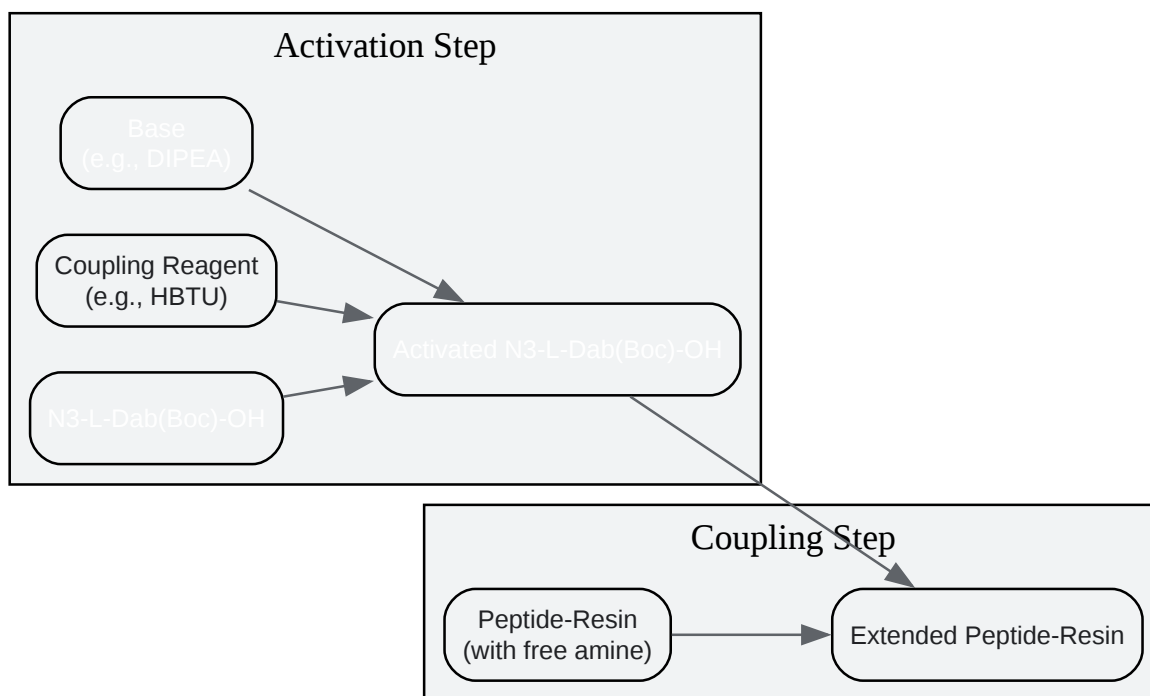 Activation Step
Base
(e.g., DIPEA)
Coupling Reagent
(e.g., HBTU)
Activated N3-L-Dab(Boc)-OH
N3-L-Dab(Boc)-OH
Coupling Step
Peptide-Resin
(with free amine)
Extended Peptide-Resin